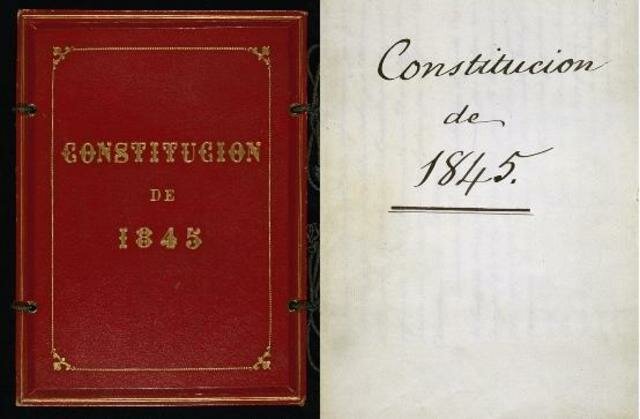 CONSTITUCION
DE
1845
Constitucion
de
1845.